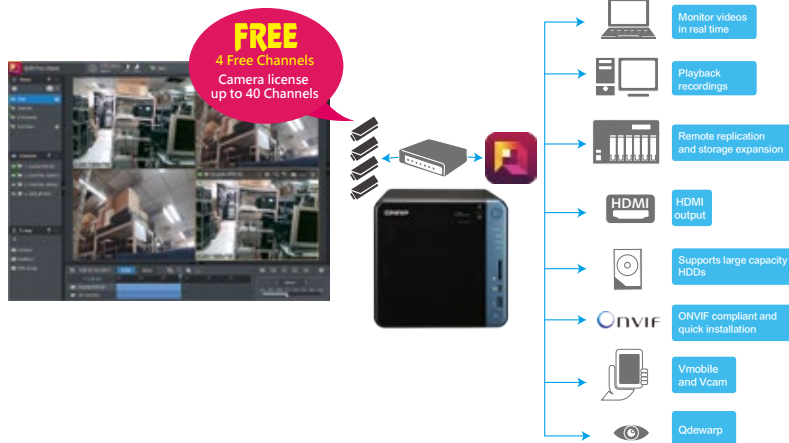 FREE
4 Free Channels
Camera license
up to 40 Channels
QNAP
Monitor videos
in real time
Playback
recordings
Remote replication
and storage expansion
HDMI
HDMI
output
Supports large capacity
HDDs
ONVIF
ONVIF compliant and
quick installation
Vmobile
and Vcam
Qdewarp